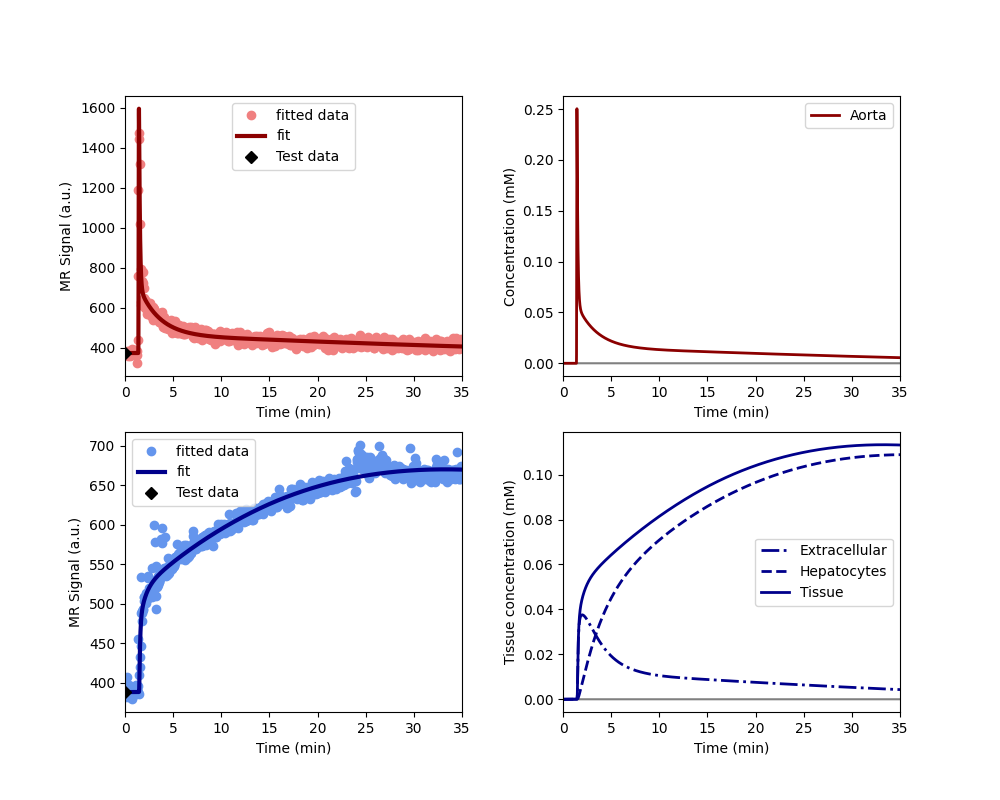 1600
1400
1200
1000
800
600
400
MR Signal (a.u.)
fitted data
fit
Test data
0 5 10 15 20 25 30 35
Time (min)
0.25
0.20
0.15
0.10
0.05
0.00
Concentration (mM)
Aorta
0 5 10 15 20 25 30 35
Time (min)
700
650
600
550
500
450
400
MR Signal (a.u.)
fitted data
fit
Test data
0 5 10 15 20 25 30 35
Time (min)
0.10
0.08
0.06
0.04
0.02
0.00
Tissue concentration (mM)
Extracellular
Hepatocytes
Tissue
0 5 10 15 20 25 30 35
Time (min)